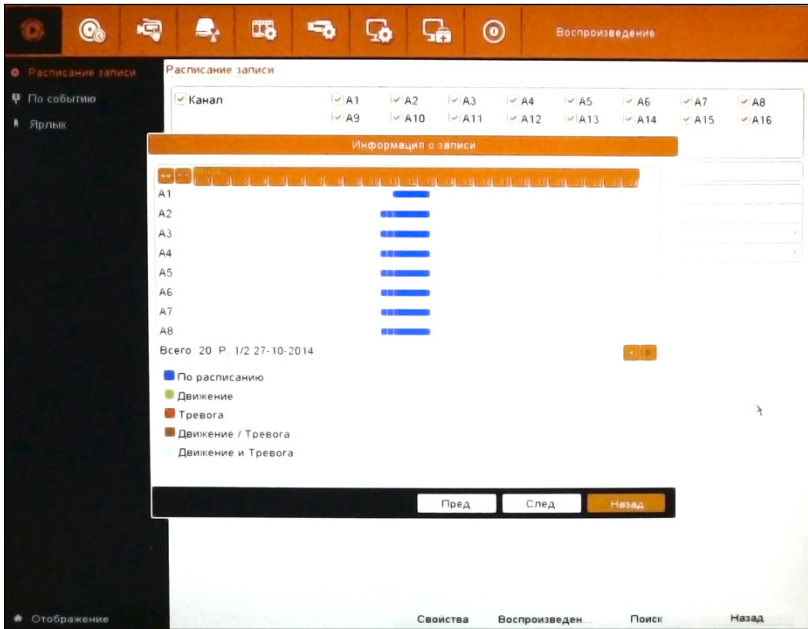 Воспроизведение
Расписание записи
Расписание записи
По событию
Канал A1 A2 A3 A4 A5 A6 A7 A8
Ярлык
A9 A10 A11 A12 A13 A14 A15 A16
Информация о записи
A1
A2
A3
A4
A5
A6
A7
A8
Всего: 20 P: 1/2 27-10-2014
По расписанию
Движение
Тревога
Движение / Тревога
Движение и Тревога
Пред След Назад
Отображение Свойства Воспроизведен... Поиск Назад